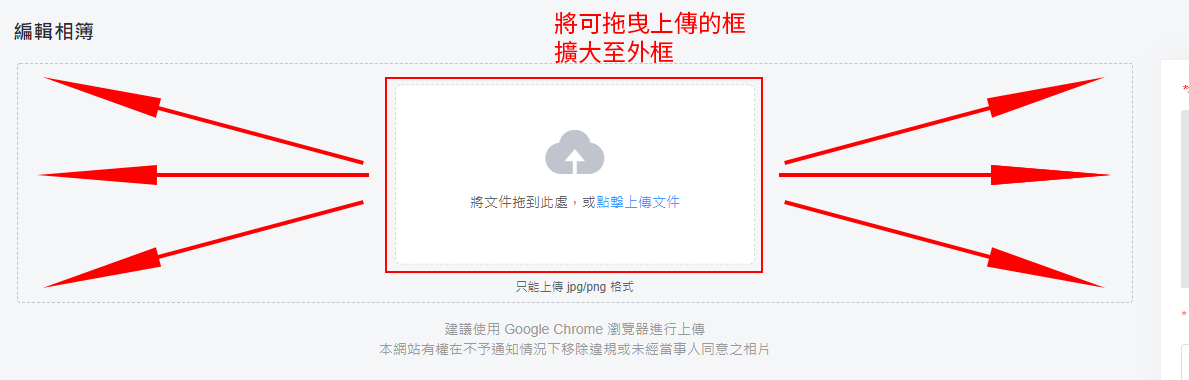 將可拖曳上傳的框
擴大至外框
編輯相簿
將文件拖到此處，或點擊上傳文件
只能上傳 jpg/png 格式
建議使用 Google Chrome 瀏覽器進行上傳
本網站有權在不予通知情況下移除違規或未經當事人同意之相片
*
*